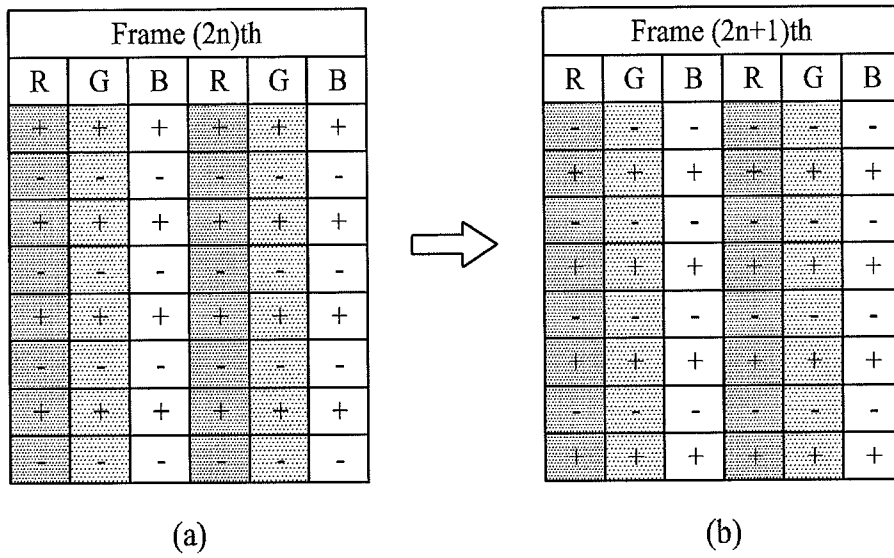 Frame (2n)th
R G B R G B
+ + + + + +
- - - - - -
+ + + + + +
- - - - - -
+ + + + + +
- - - - - -
+ + + + + +
- - - - - -
(a)
Frame (2n+1)th
R G B R G B
- - - - - -
+ + + + + +
- - - - - -
+ + + + + +
- - - - - -
+ + + + + +
- - - - - -
+ + + + + +
(b)